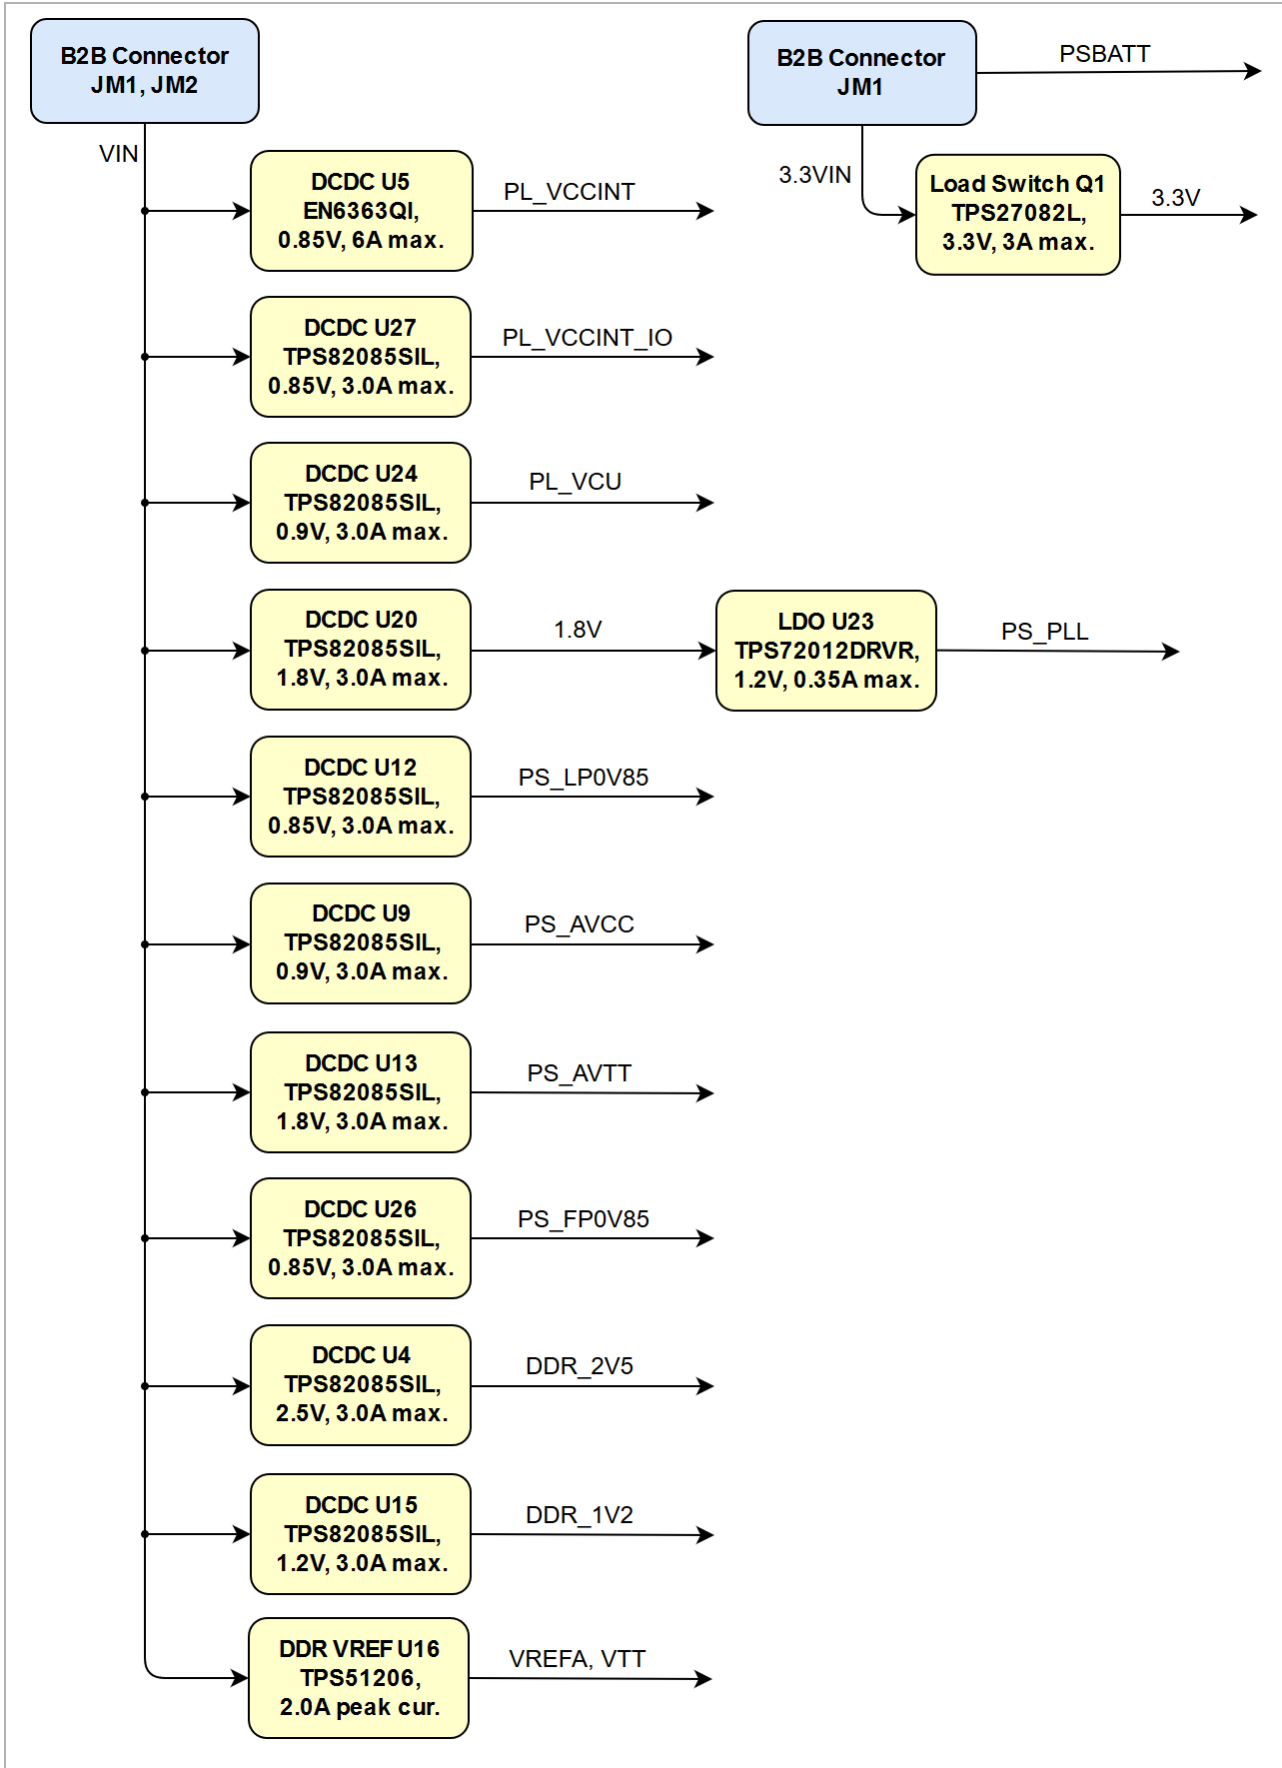 B2B Connector
JM1, JM2
VIN
DCDC U5
EN6363QI,
0.85V, 6A max.
PL_VCCINT
DCDC U27
TPS82085SIL,
0.85V, 3.0A max.
PL_VCCINT_IO
DCDC U24
TPS82085SIL,
0.9V, 3.0A max.
PL_VCU
DCDC U20
TPS82085SIL,
1.8V, 3.0A max.
1.8V
LDO U23
TPS72012DRVR,
1.2V, 0.35A max.
PS_PLL
DCDC U12
TPS82085SIL,
0.85V, 3.0A max.
PS_LP0V85
DCDC U9
TPS82085SIL,
0.9V, 3.0A max.
PS_AVCC
DCDC U13
TPS82085SIL,
1.8V, 3.0A max.
PS_AVTT
DCDC U26
TPS82085SIL,
0.85V, 3.0A max.
PS_FP0V85
DCDC U4
TPS82085SIL,
2.5V, 3.0A max.
DDR_2V5
DCDC U15
TPS82085SIL,
1.2V, 3.0A max.
DDR_1V2
DDR VREF U16
TPS51206,
2.0A peak cur.
VREFA, VTT
B2B Connector
JM1
PSBATT
3.3VIN
Load Switch Q1
TPS27082L,
3.3V, 3A max.
3.3V